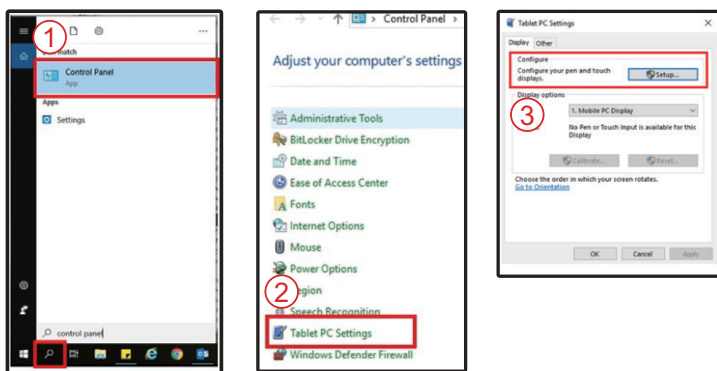 1
Best match
Control Panel
App
Apps
Settings
control panel
Control Panel
Adjust your computer's settings
Administrative Tools
BitLocker Drive Encryption
Date and Time
Ease of Access Center
Fonts
Internet Options
Mouse
Power Options
2
Region
Speech Recognition
Tablet PC Settings
Windows Defender Firewall
Tablet PC Settings
Display Other
Configure
Configure your pen and touch
displays.
Setup...
Display options
3
1. Mobile PC Display
No Pen or Touch Input is available for this
Display
Calibrate...
Reset...
Choose the order in which your screen rotates.
Go to Orientation
OK Cancel Apply